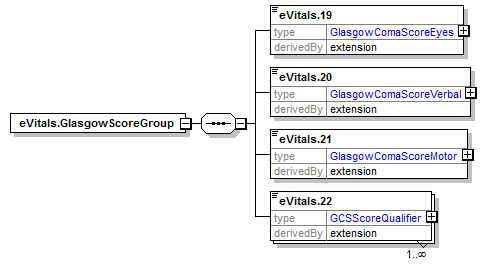 eVitals.19
type GlasgowComaScoreEyes
derivedBy extension
eVitals.20
type GlasgowComaScoreVerbal
derivedBy extension
eVitals.GlasgowScoreGroup
eVitals.21
type GlasgowComaScoreMotor
derivedBy extension
eVitals.22
type GCSScoreQualifier
derivedBy extension
1..∞